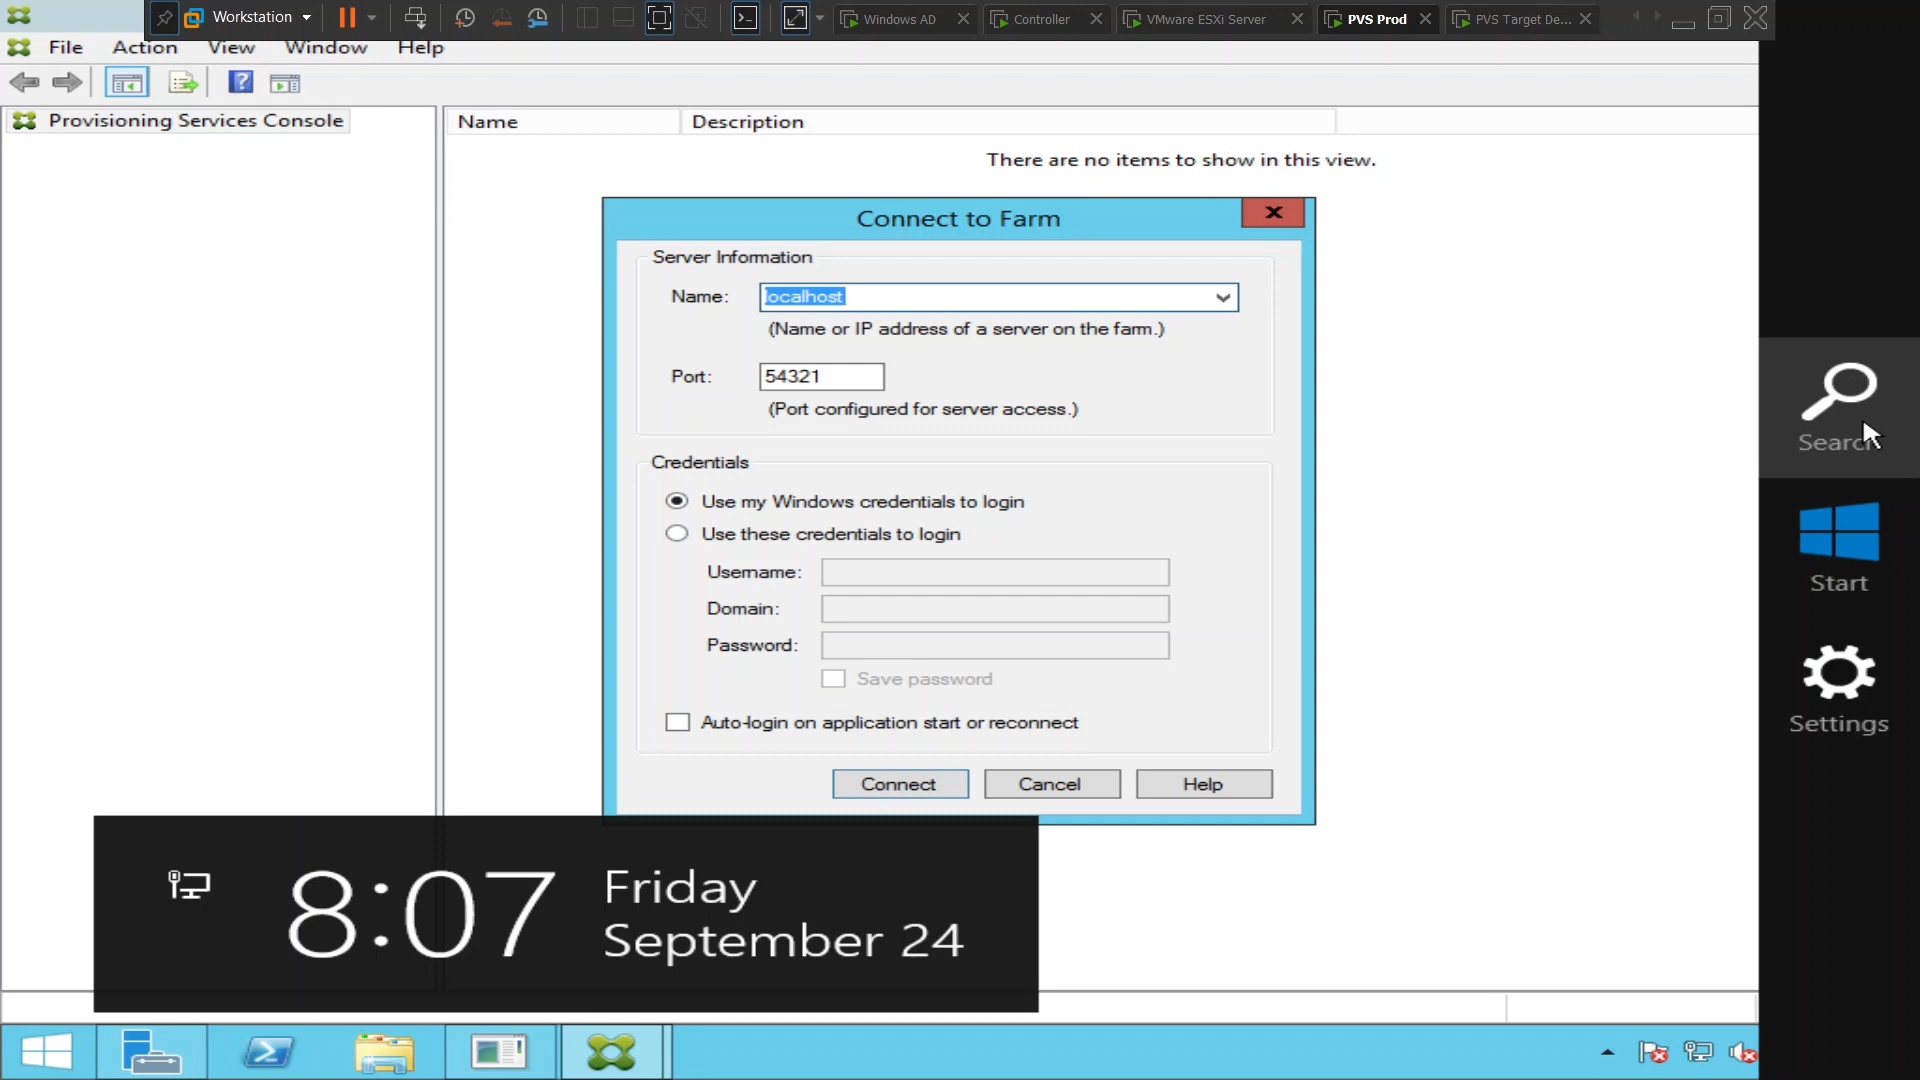 Workstation
Windows AD
Controller
VMware ESXi Server
PVS Prod
PVS Target De...
File
Action
View
Window
Help
Provisioning Services Console
Name
Description
There are no items to show in this view.
Connect to Farm
Server Information
Name:
localhost
(Name or IP address of a server on the farm.)
Port:
54321
(Port configured for server access.)
Credentials
Use my Windows credentials to login
Use these credentials to login
Username:
Domain:
Password:
Save password
Auto-login on application start or reconnect
Connect
Cancel
Help
Search
Start
Settings
8:07
Friday
September 24